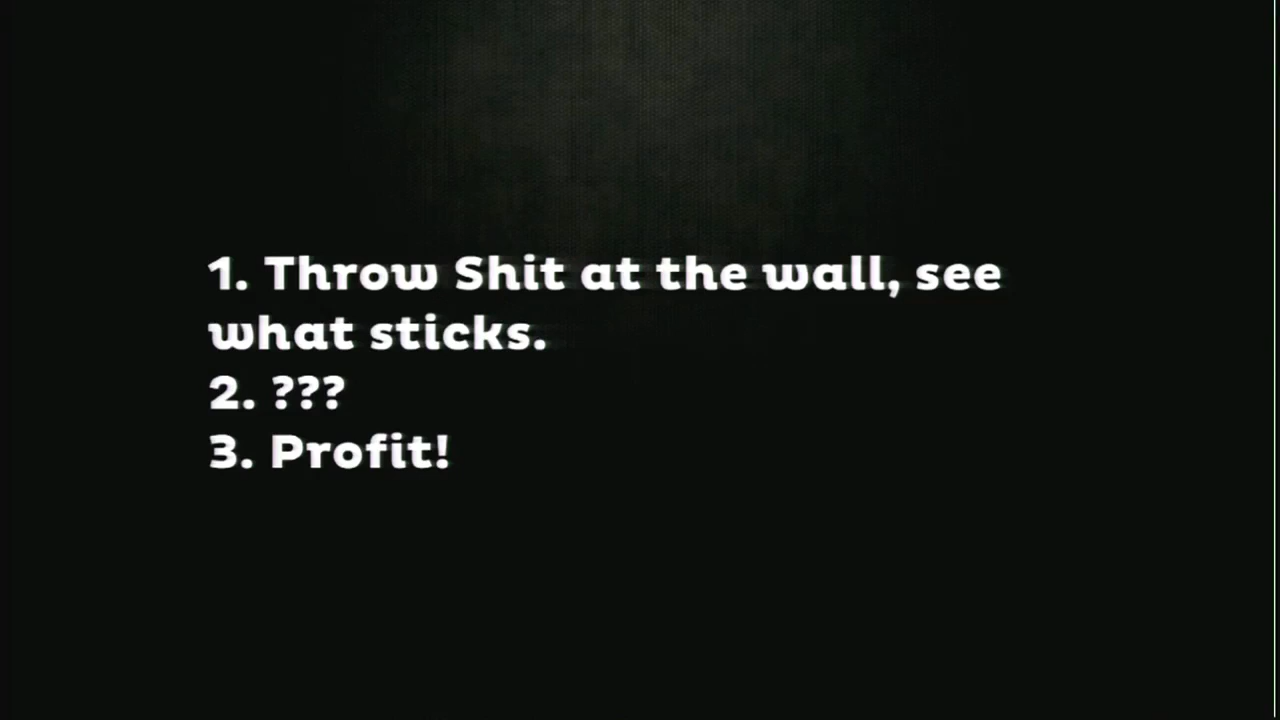 1. Throw Shit at the wall, see
what sticks.
2. ???
3. Profit!